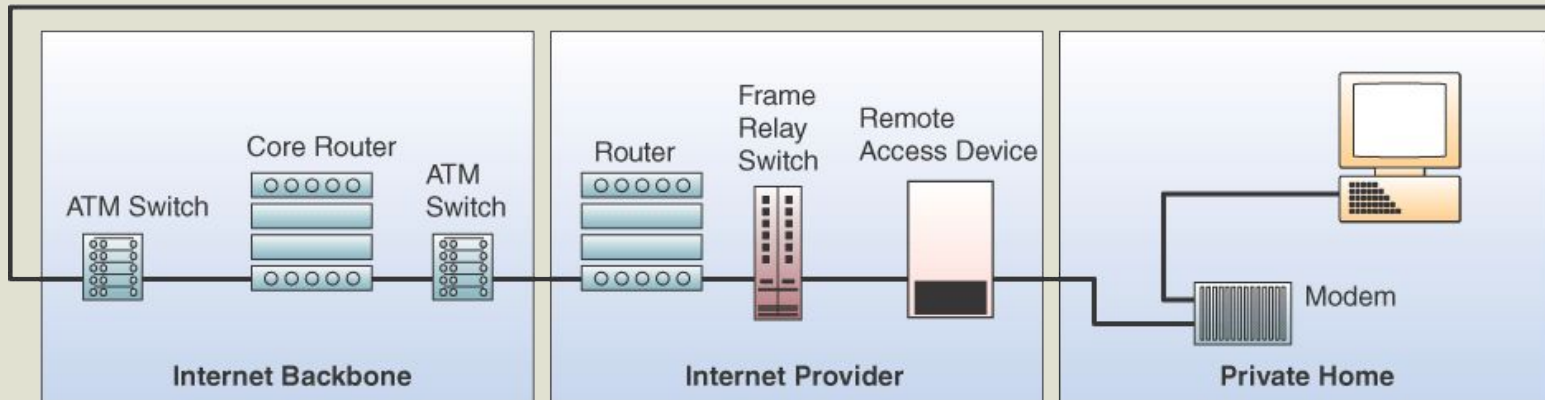 ATM Switch
Core Router
ATM
Switch
Internet Backbone
Router
Frame
Relay
Switch
Remote
Access Device
Internet Provider
Modem
Private Home